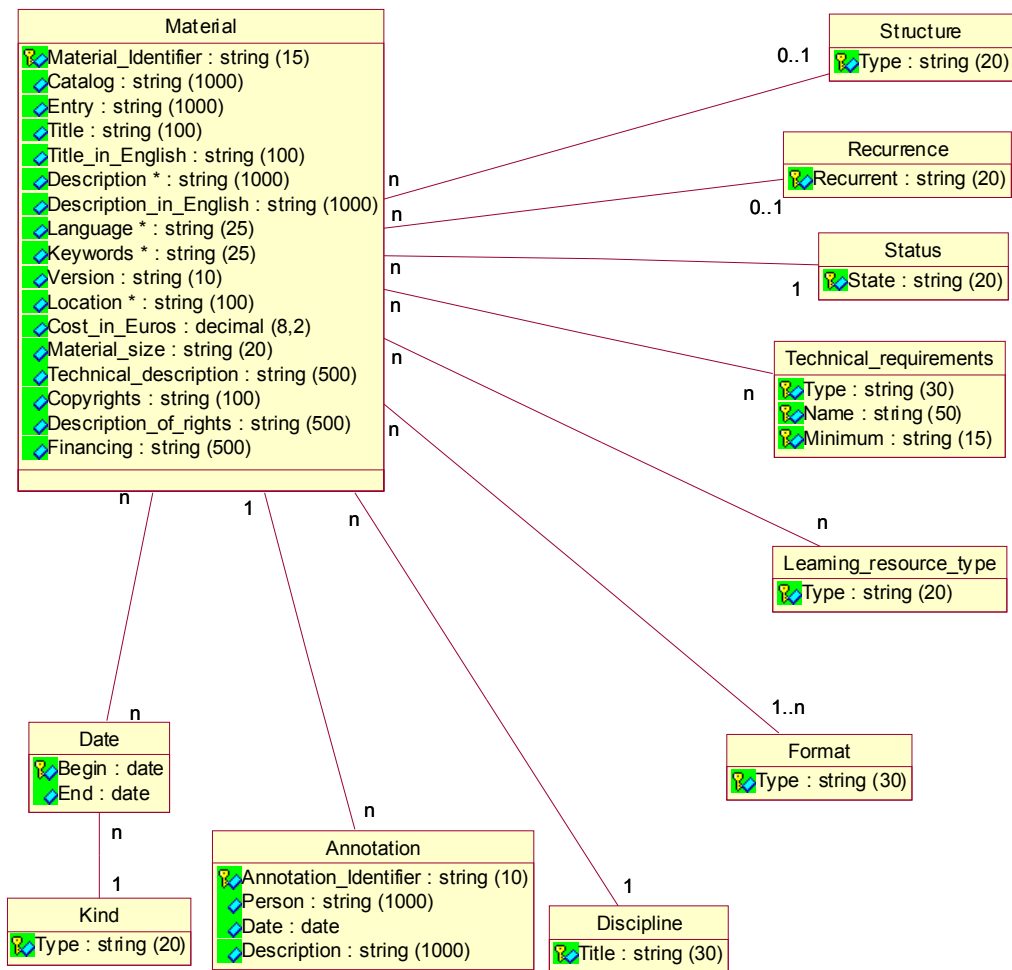 Material
Material_Identifier : string (15)
Catalog : string (1000)
Entry : string (1000)
Title : string (100)
Title_in_English : string (100)
Description * : string (1000)
Description_in_English : string (1000)
Language * : string (25)
Keywords * : string (25)
Version : string (10)
Location * : string (100)
Cost_in_Euros : decimal (8,2)
Material_size : string (20)
Technical_description : string (500)
Copyrights : string (100)
Description_of_rights : string (500)
Financing : string (500)
Structure
Type : string (20)
0..1
n
Recurrence
Recurrent : string (20)
0..1
n
Status
State : string (20)
1
n
Technical_requirements
Type : string (30)
Name : string (50)
Minimum : string (15)
n
n
Learning_resource_type
Type : string (20)
n
n
Format
Type : string (30)
1..n
n
n
1
n
Date
Begin : date
End : date
n
n
Kind
Type : string (20)
1
Annotation
Annotation_Identifier : string (10)
Person : string (1000)
Date : date
Description : string (1000)
n
Discipline
Title : string (30)
1